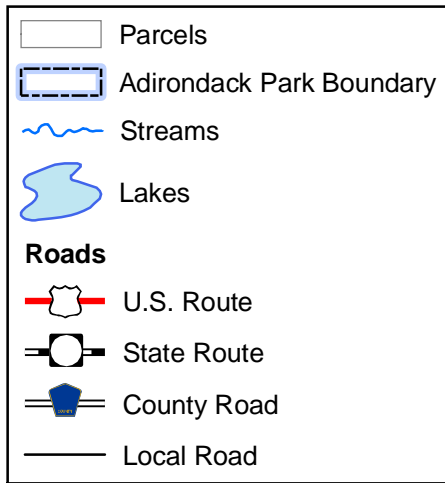 Parcels
Adirondack Park Boundary
Streams
Lakes
Roads
U.S. Route
State Route
County Road
Local Road